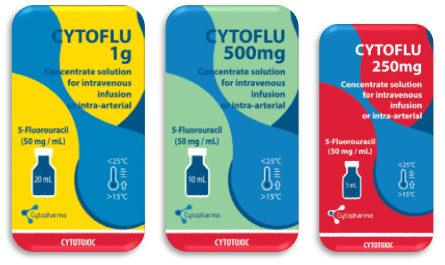 CYTOFLU
1g
Concentrate solution
for intravenous
infusion
or intra-arterial
5-Fluorouracil
(50 mg / mL)
20 mL
<25°C
>15°C
Cytopharma
CYTOTOXIC
CYTOFLU
500mg
Concentrate solution
for intravenous
infusion
or intra-arterial
5-Fluorouracil
(50 mg / mL)
10 mL
<25°C
>15°C
Cytopharma
CYTOTOXIC
CYTOFLU
250mg
Concentrate solution
for intravenous
infusion
or intra-arterial
5-Fluorouracil
(50 mg / mL)
5 mL
<25°C
>15°C
Cytopharma
CYTOTOXIC